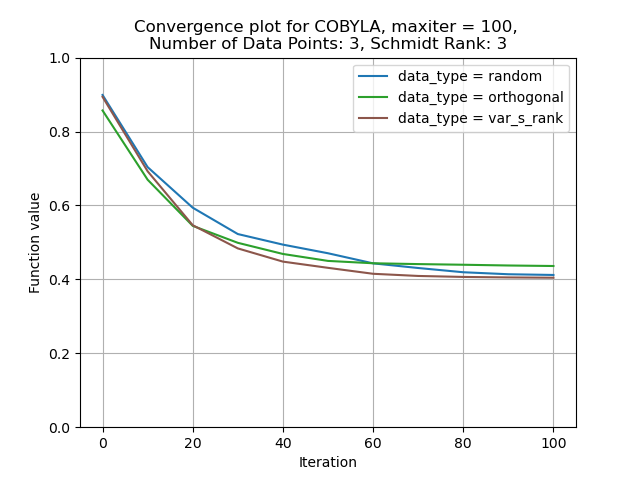 Convergence plot for COBYLA, maxiter = 100,
Number of Data Points: 3, Schmidt Rank: 3
data_type = random
data_type = orthogonal
data_type = var_s_rank
Function value
1.0
0.8
0.6
0.4
0.2
0.0
0 20 40 60 80 100
Iteration